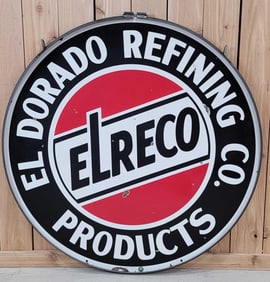 EL DORADO REFINING CO.
ELRECO
PRODUCTS